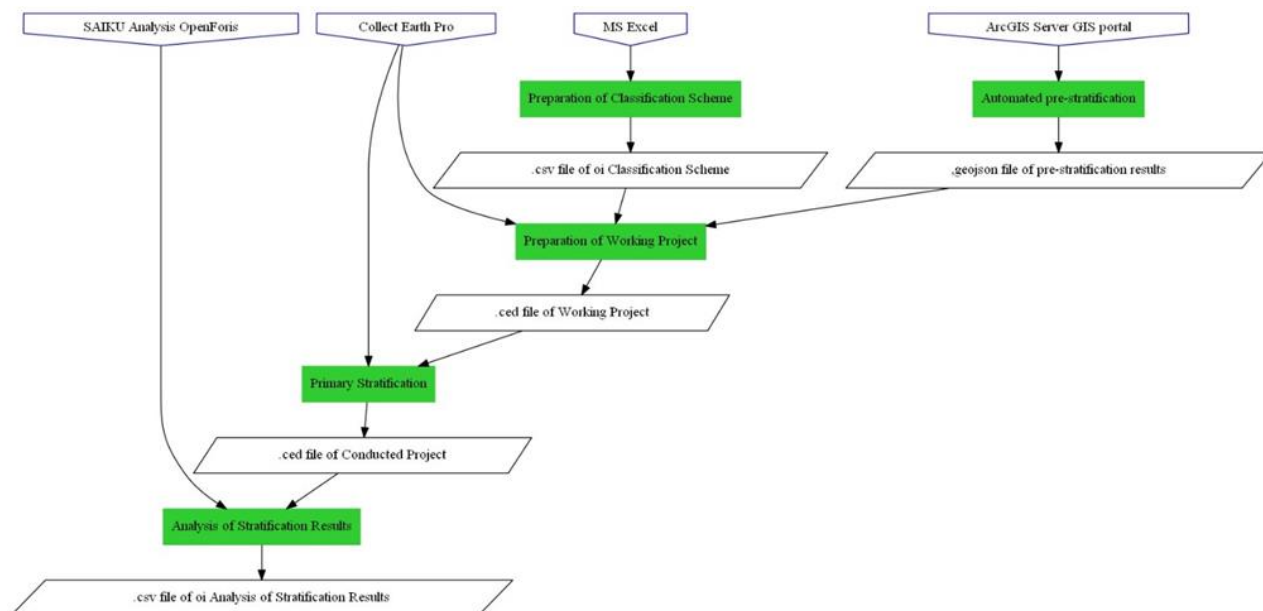 SAIKU Analysis OpenForis
Collect Earth Pro
MS Excel
ArcGIS Server GIS portal
Preparation of Classification Scheme
Automated pre-stratification
.csv file of oi Classification Scheme
.geojson file of pre-stratification results
Preparation of Working Project
.ced file of Working Project
Primary Stratification
.ced file of Conducted Project
Analysis of Stratification Results
.csv file of oi Analysis of Stratification Results